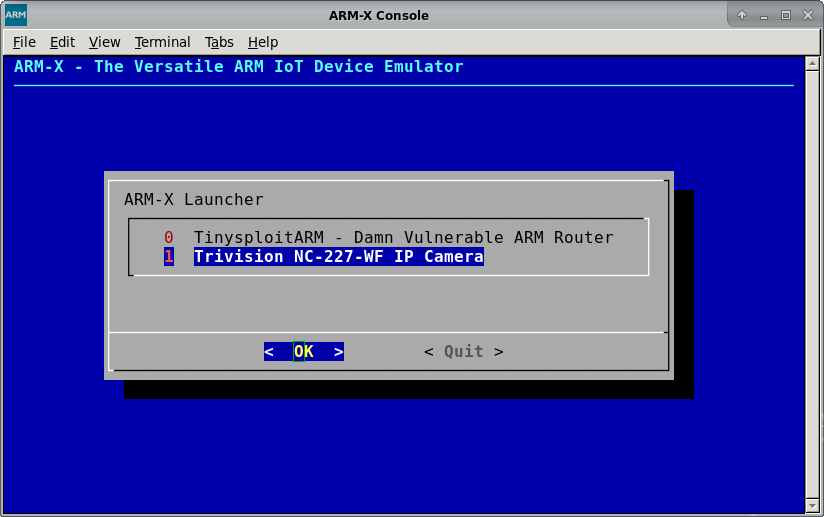 ARM
ARM-X Console
File Edit View Terminal Tabs Help
ARM-X - The Versatile ARM IoT Device Emulator
ARM-X Launcher
0 TinysploitARM - Damn Vulnerable ARM Router
1 Trivision NC-227-WF IP Camera
< OK > < Quit >